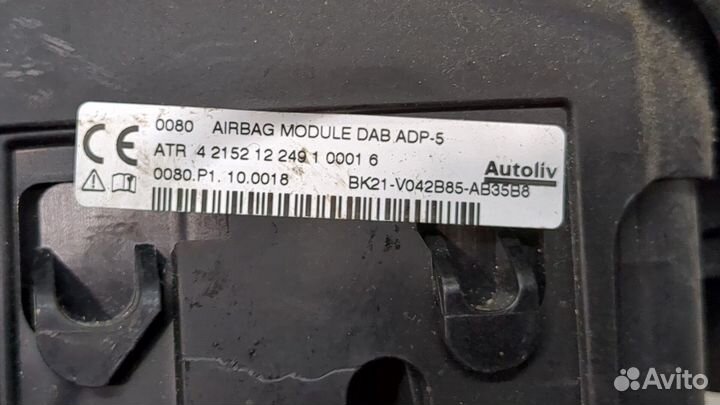 0080 AIRBAG MODULE DAB ADP-5
CE
ATR 4 2152 12 249 1 0001 6
Autoliv
0080.P1. 10.0018 BK21-V042B85-AB35B8
Avito